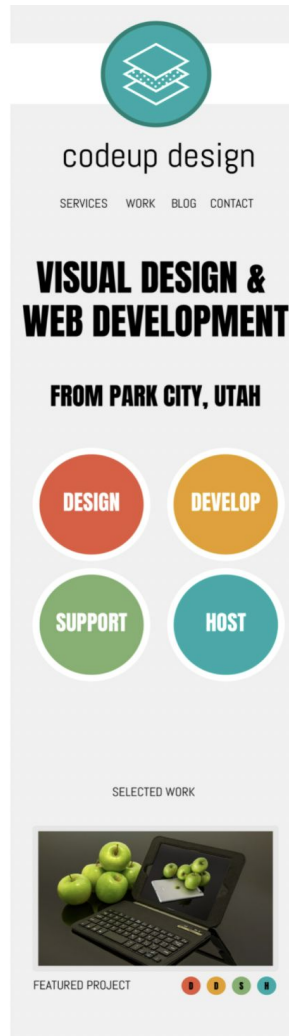 codeup design
SERVICES WORK BLOG CONTACT
VISUAL DESIGN &
WEB DEVELOPMENT
FROM PARK CITY, UTAH
DESIGN DEVELOP
SUPPORT HOST
SELECTED WORK
FEATURED PROJECT D D S H